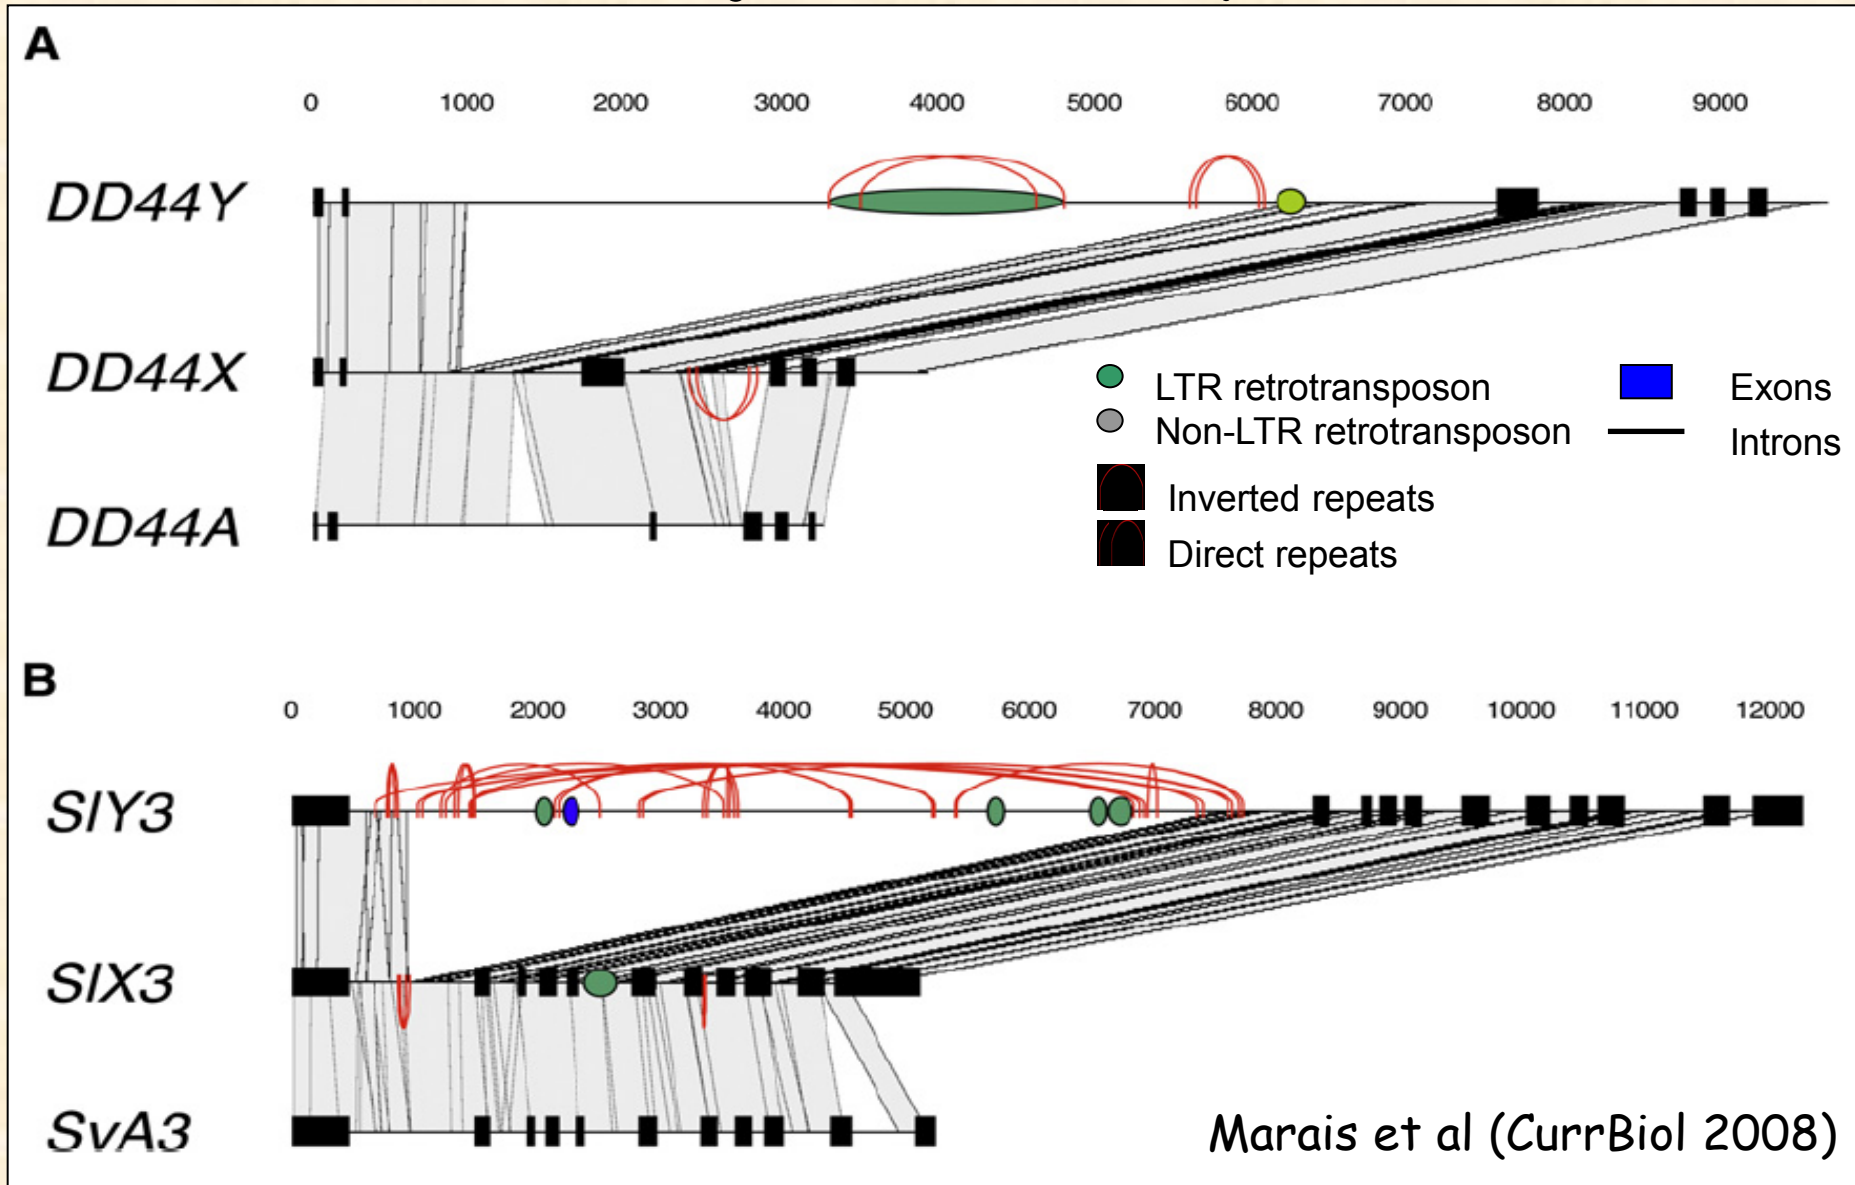 A
0 1000 2000 3000 4000 5000 6000 7000 8000 9000
DD44Y
DD44X
LTR retrotransposon Exons
Non-LTR retrotransposon Introns
Inverted repeats
DD44A
Direct repeats
B
0 1000 2000 3000 4000 5000 6000 7000 8000 9000 10000 11000 12000
SlY3
SlX3
SvA3
Marais et al (CurrBiol 2008)